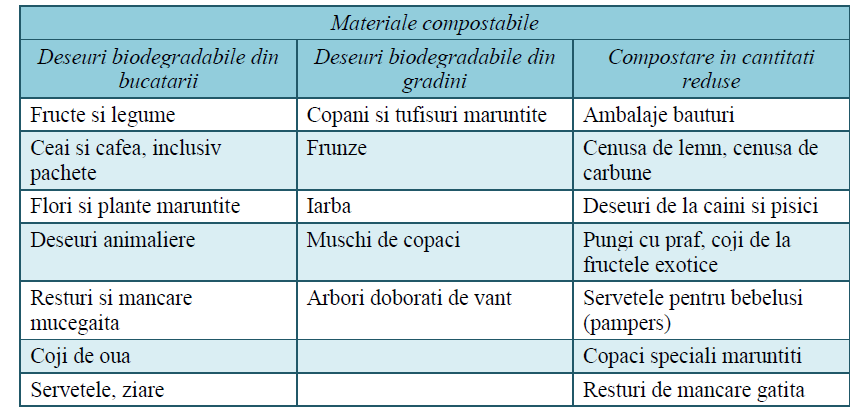 Materiale compostabile
Deseuri biodegradabile din bucatarii
Deseuri biodegradabile din gradini
Compostare in cantitati reduse
Fructe si legume
Copani si tufisuri maruntite
Ambalaje bauturi
Ceai si cafea, inclusiv pachete
Frunze
Cenusa de lemn, cenusa de carbune
Flori si plante maruntite
Iarba
Deseuri de la caini si pisici
Deseuri animaliere
Muschi de copaci
Pungi cu praf, coji de la fructele exotice
Resturi si mancare mucegaita
Arbori doborati de vant
Servetele pentru bebelusi (pampers)
Coji de oua
Copaci speciali maruntiti
Servetele, ziare
Resturi de mancare gatita